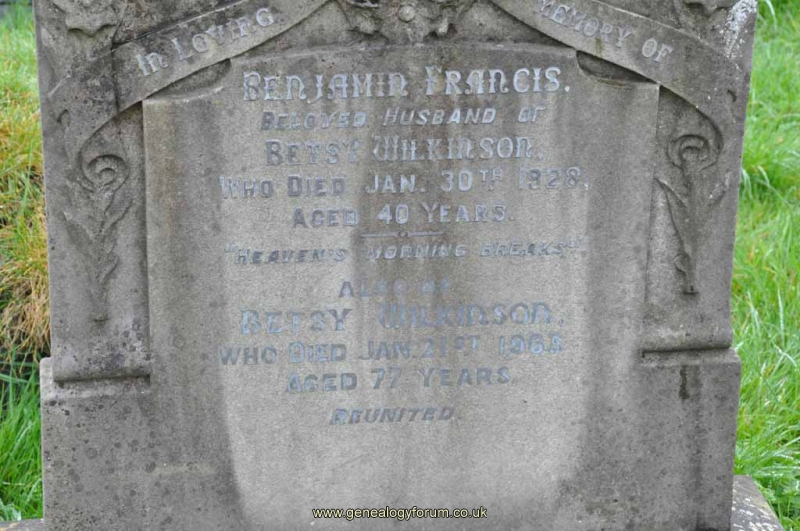 In Loving Memory of
Benjamin Francis.
Beloved Husband of
Betsy Wilkinson.
Who Died Jan. 30th 1928,
Aged 40 Years.
"Heaven's Morning Breaks"
Also of
Betsy Wilkinson.
Who Died Jan. 21st
Aged 77 Years
Reunited.
www.genealogyforum.co.uk